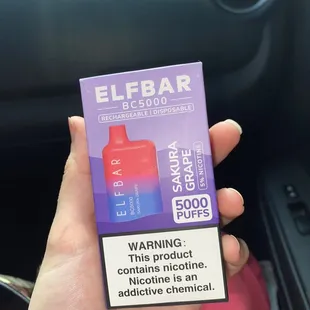 ELFBAR
BC5000
RECHARGEABLE | DISPOSABLE
ELFBAR
BC5000
SAKURA
GRAPE
5% NICOTINE
5000
PUFFS
WARNING:
This product
contains nicotine.
Nicotine is an
addictive chemical.